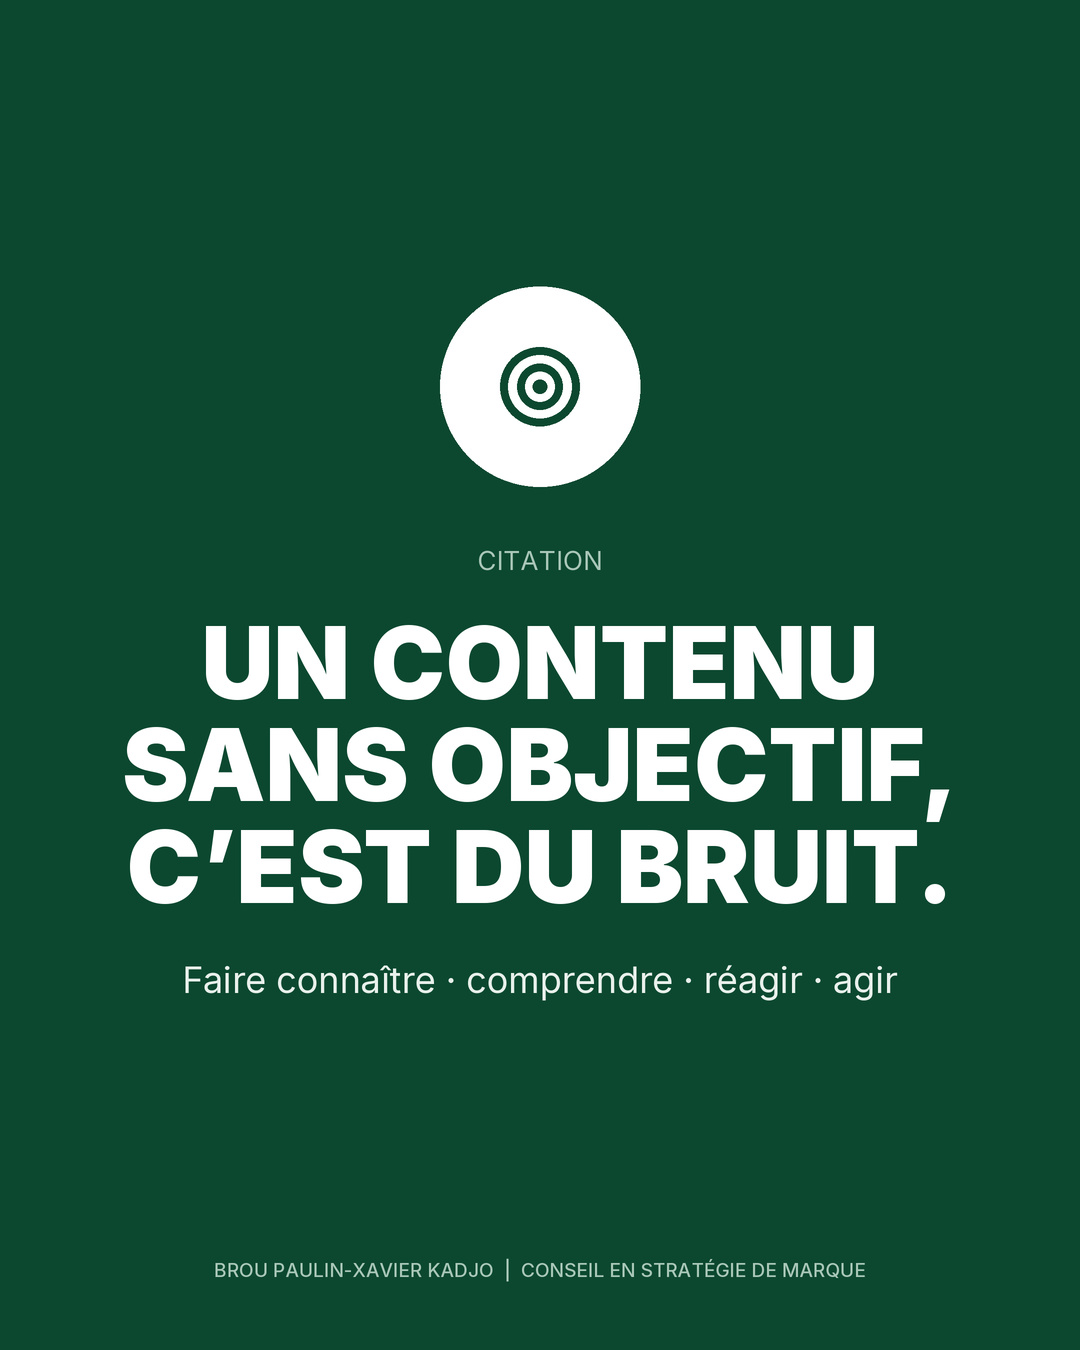 CITATION
UN CONTENU
SANS OBJECTIF,
C’EST DU BRUIT.
Faire connaître · comprendre · réagir · agir
BROU PAULIN-XAVIER KADJO | CONSEIL EN STRATÉGIE DE MARQUE